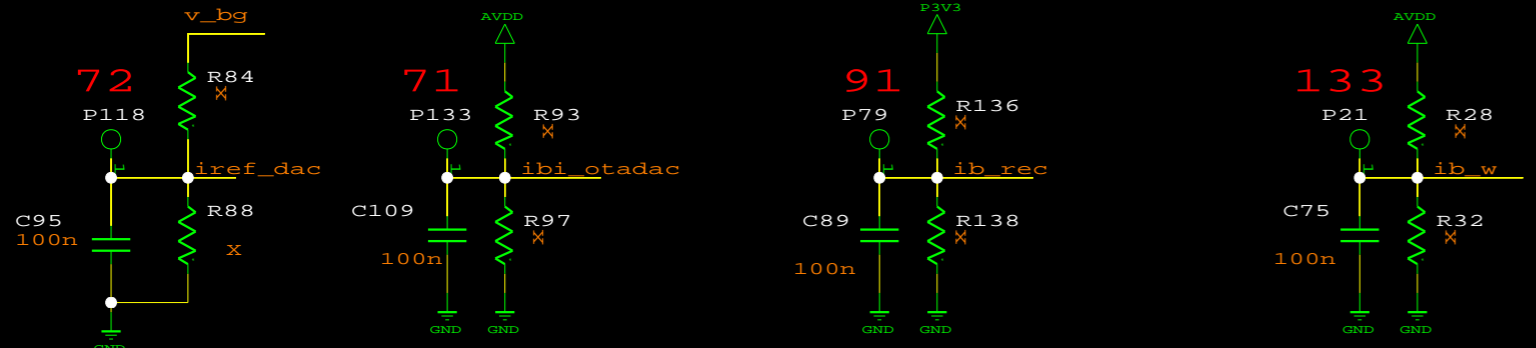 v_bg
72
R84
X
P118
iref_dac
R88
C95
100n
X
GND
AVDD
71
P133
R93
X
ibi_otadac
C109
R97
X
100n
GND
GND
P3V3
91
P79
R136
X
ib_rec
C89
R138
X
100n
GND
GND
AVDD
133
P21
R28
X
ib_w
C75
R32
X
100n
GND
GND